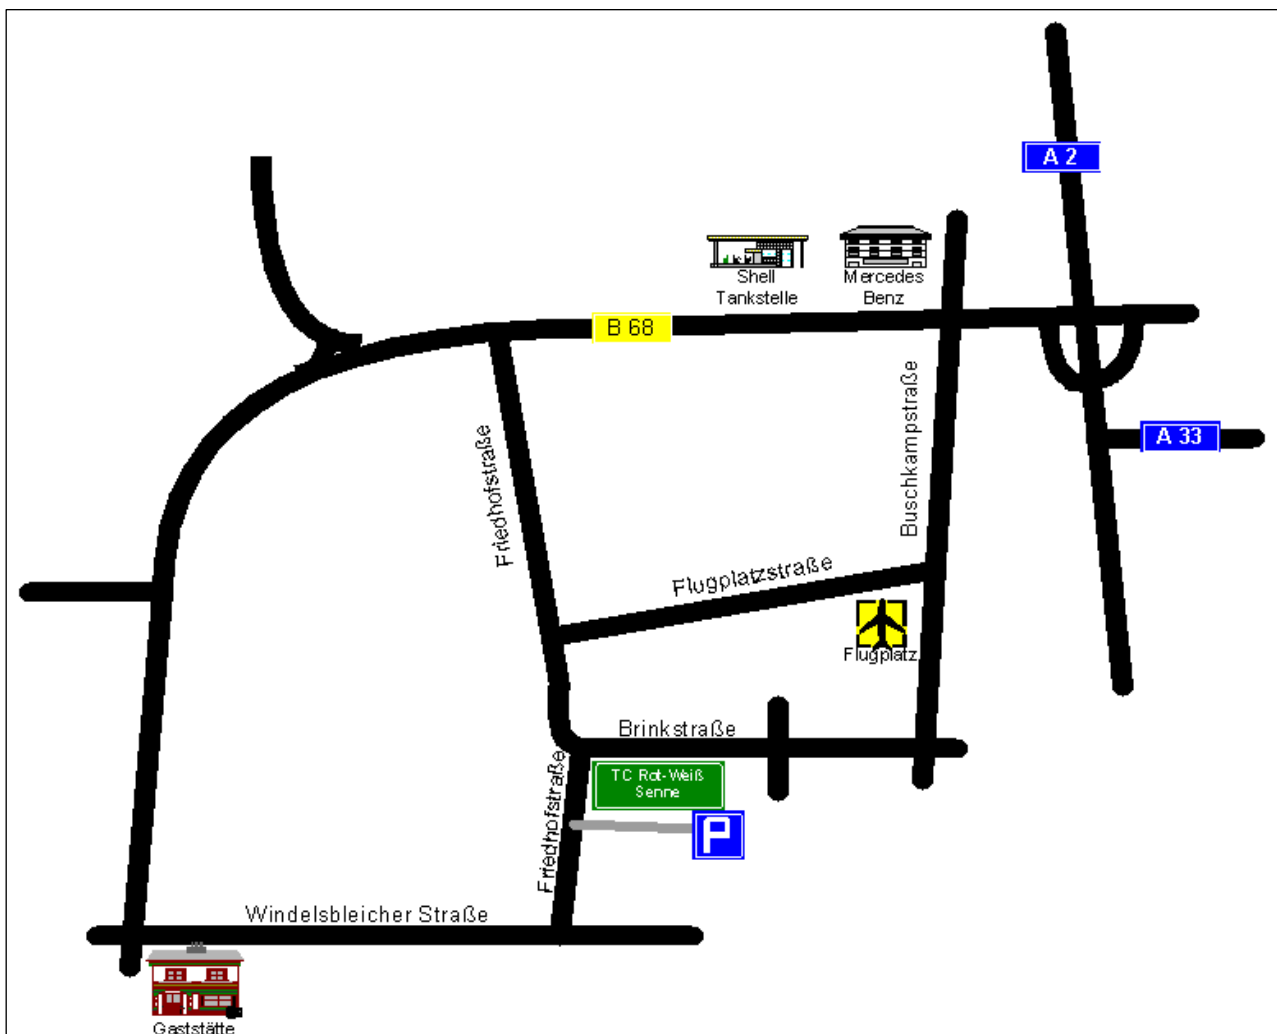 A 2
Shell
Tankstelle
Mercedes
Benz
B 68
Buschkampstraße
A 33
Friedhofstraße
Flugplatzstraße
Flugplatz
Brinkstraße
Friedhofstraße
TC Rot-Weiß
Senne
P
Windelsbleicher Straße
Gaststätte